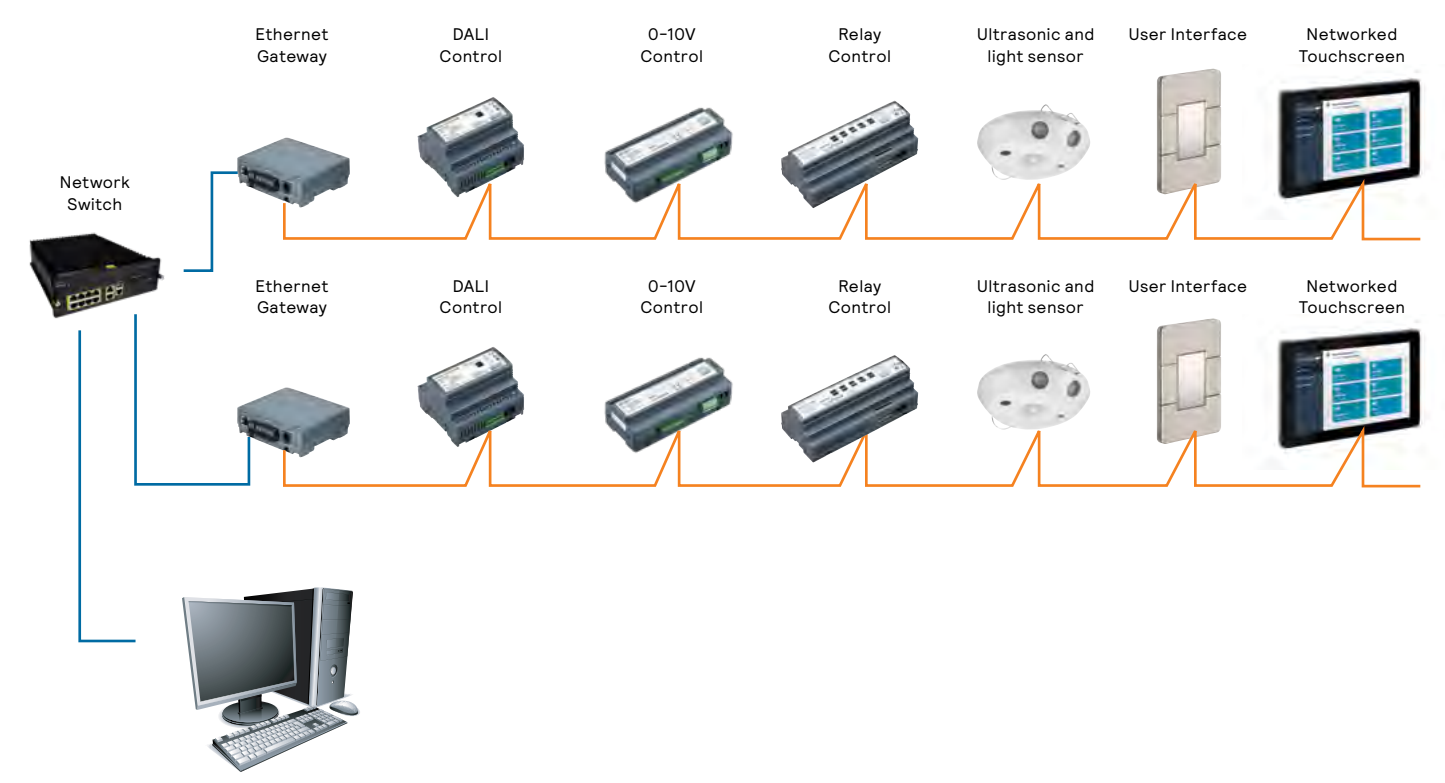 Ethernet
Gateway
DALI
Control
0-10V
Control
Relay
Control
Ultrasonic and
light sensor
User Interface
Networked
Touchscreen
Network
Switch
Ethernet
Gateway
DALI
Control
0-10V
Control
Relay
Control
Ultrasonic and
light sensor
User Interface
Networked
Touchscreen